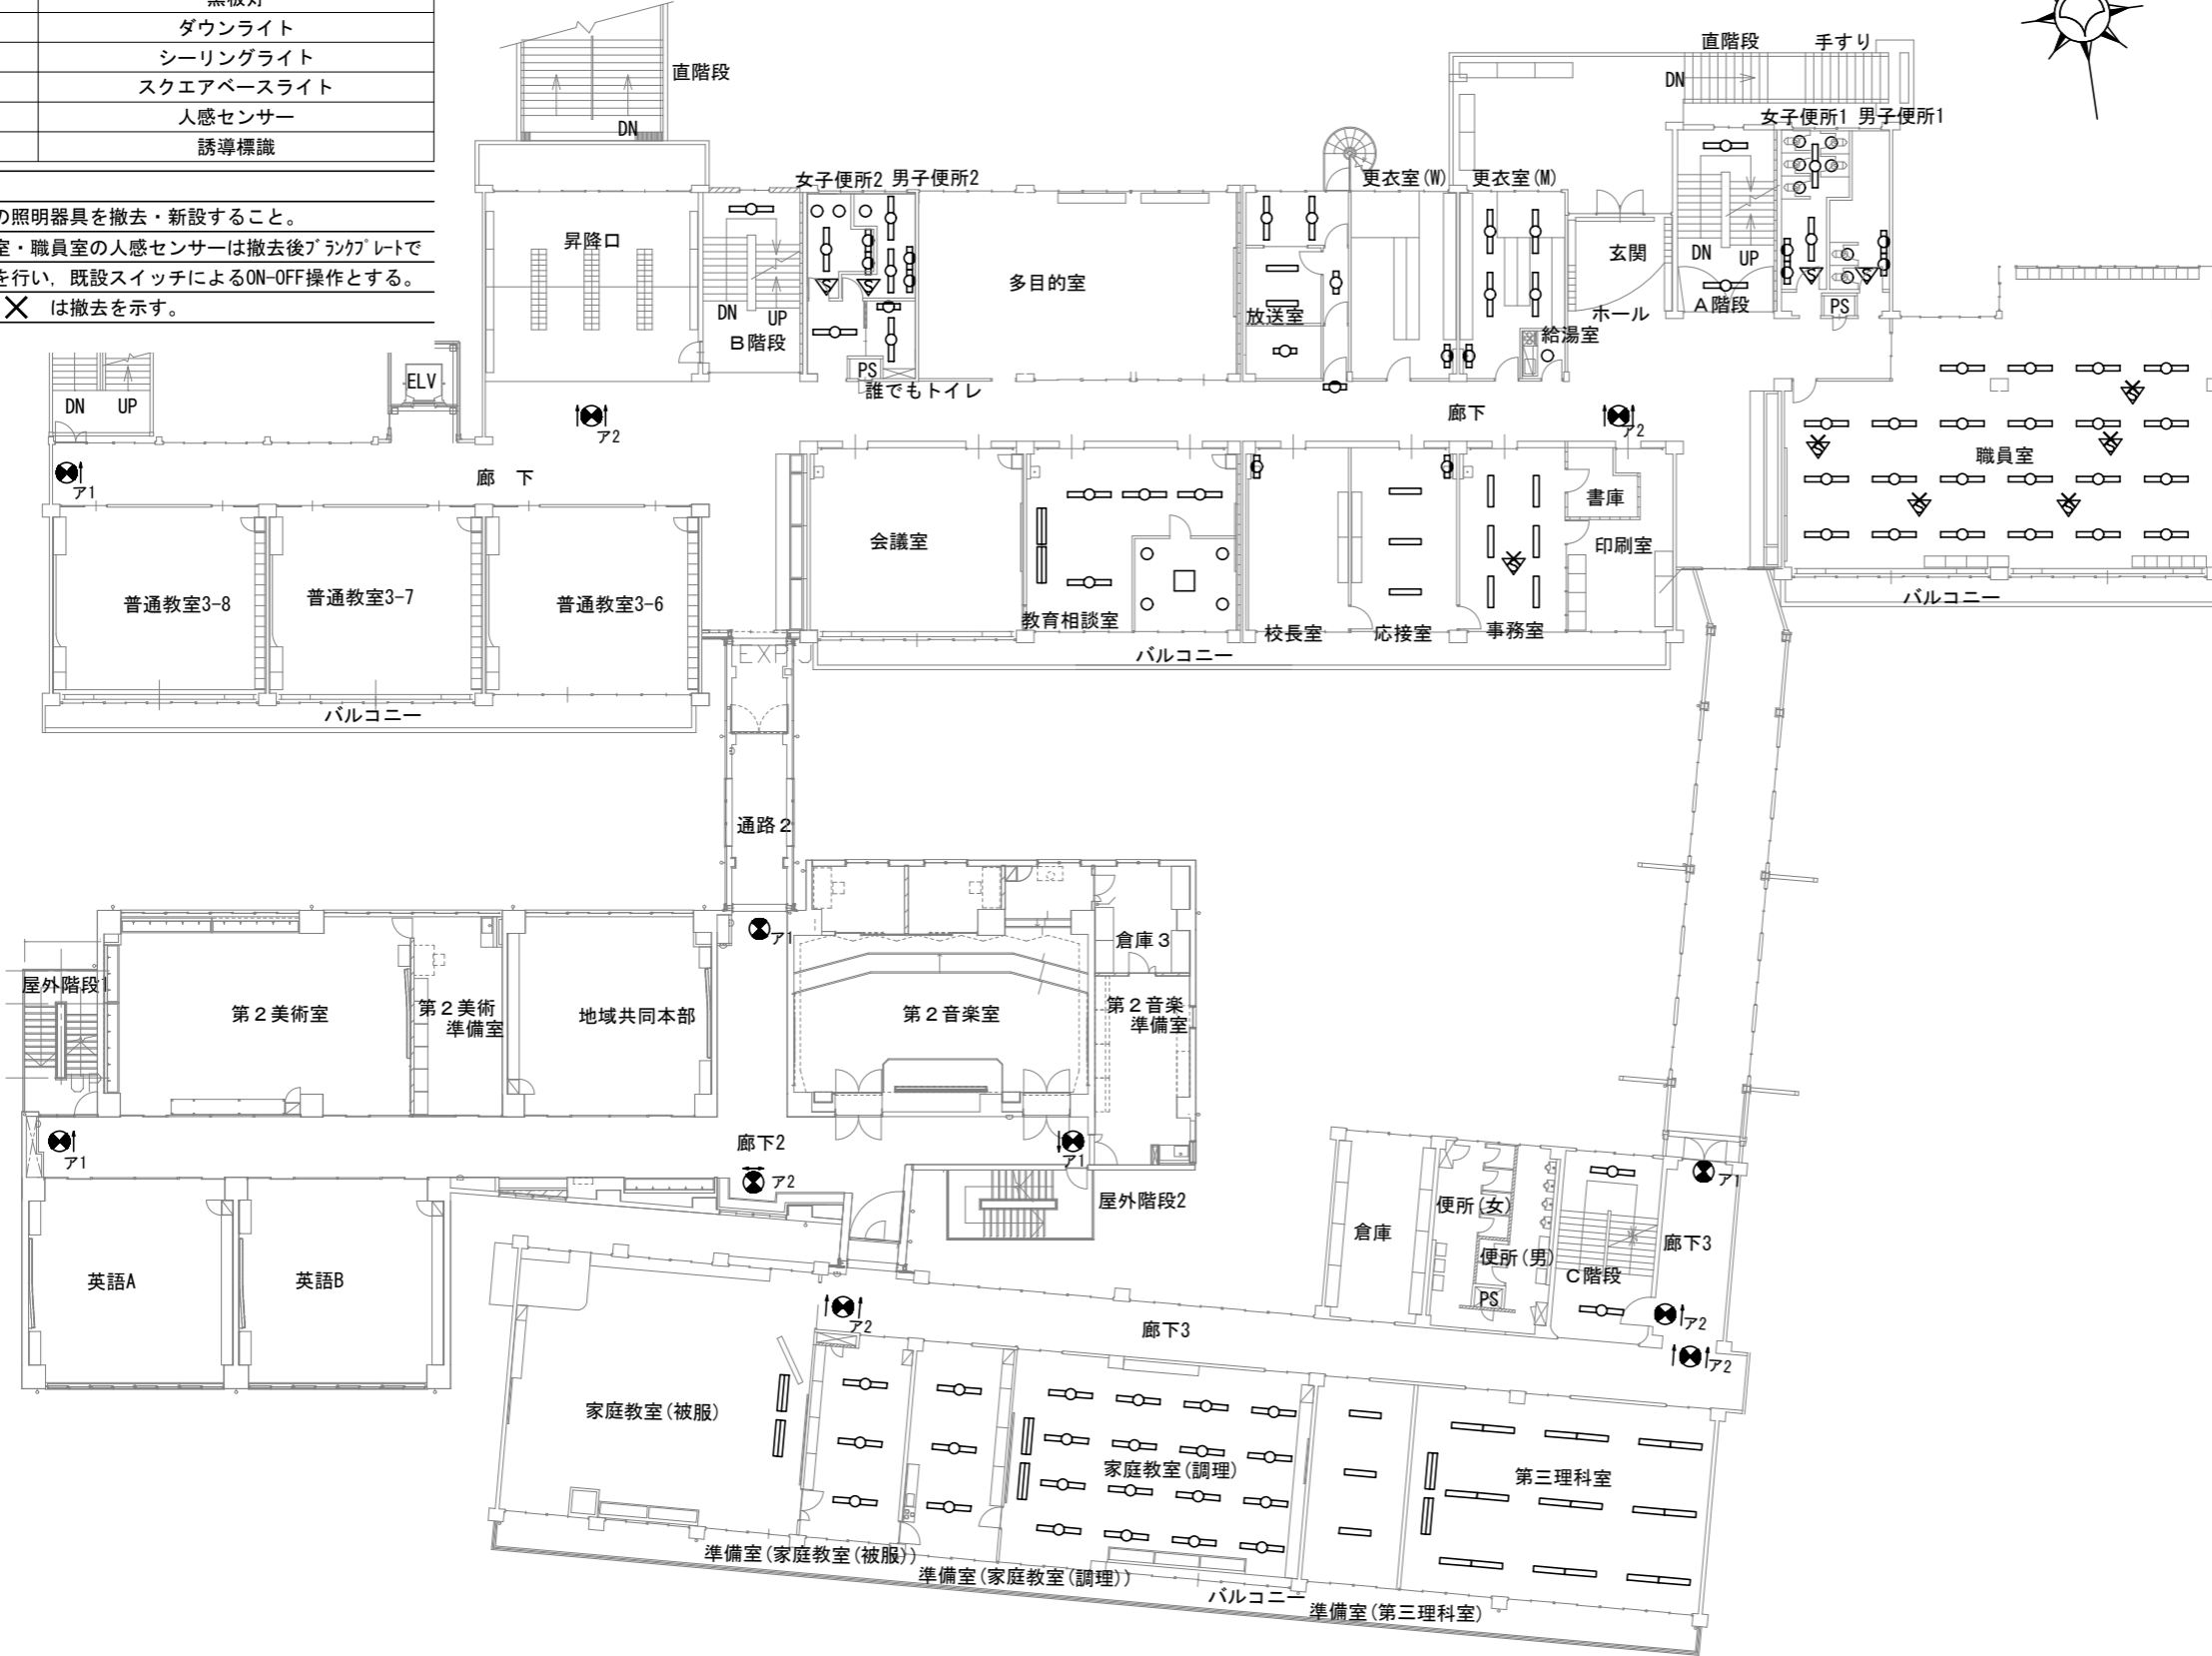 ダウンライト
シーリングライト
スクエアベースライト
人感センサー
誘導標識
の照明器具を撤去・新設すること。
室・職員室の人感センサーは撤去後ﾌﾞﾗﾝｸﾌﾟﾚｰﾄで
を行い，既設スイッチによるON-OFF操作とする。
は撤去を示す。
直階段
DN
直階段
手すり
DN
女子便所1
男子便所1
女子便所2
男子便所2
更衣室(W)
更衣室(M)
昇降口
多目的室
玄関
DN
UP
B階段
放送室
ホール
給湯室
DN
UP
A階段
PS
PS
誰でもトイレ
ELV
DN
UP
ア2
廊下
ア2
職員室
ア1
廊 下
会議室
書庫
印刷室
普通教室3-8
普通教室3-7
普通教室3-6
教育相談室
校長室
応接室
事務室
バルコニー
バルコニー
EXP J
バルコニー
通路2
ア1
倉庫3
屋外階段1
第2美術室
第2美術
準備室
地域共同本部
第2音楽室
第2音楽
準備室
ア1
廊下2
ア1
ア2
屋外階段2
ア1
倉庫
便所(女)
便所(男)
PS
C階段
廊下3
英語A
英語B
ア2
廊下3
ア2
ア2
家庭教室(被服)
家庭教室(調理)
第三理科室
準備室(家庭教室(被服))
準備室(家庭教室(調理))
バルコニー
準備室(第三理科室)